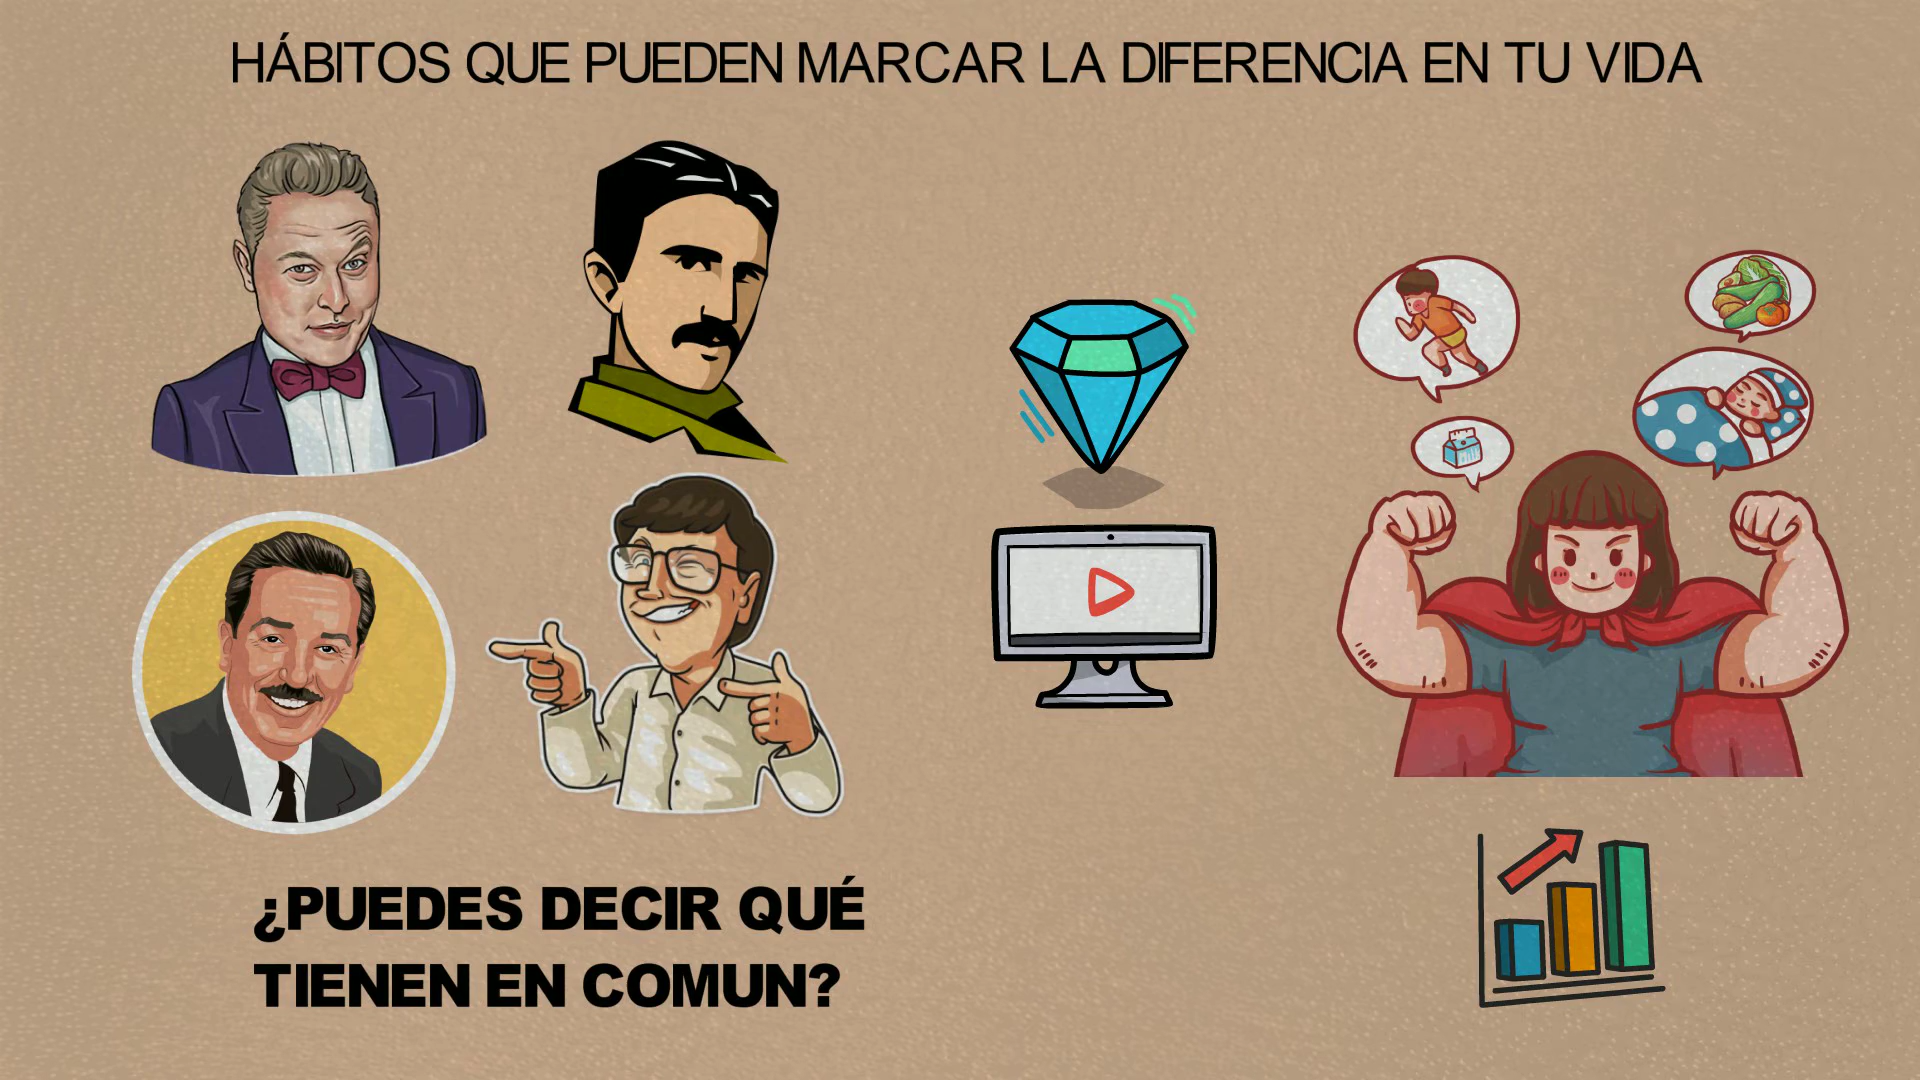 HÁBITOS QUE PUEDEN MARCAR LA DIFERENCIA EN TU VIDA
¿PUEDES DECIR QUÉ
TIENEN EN COMUN?